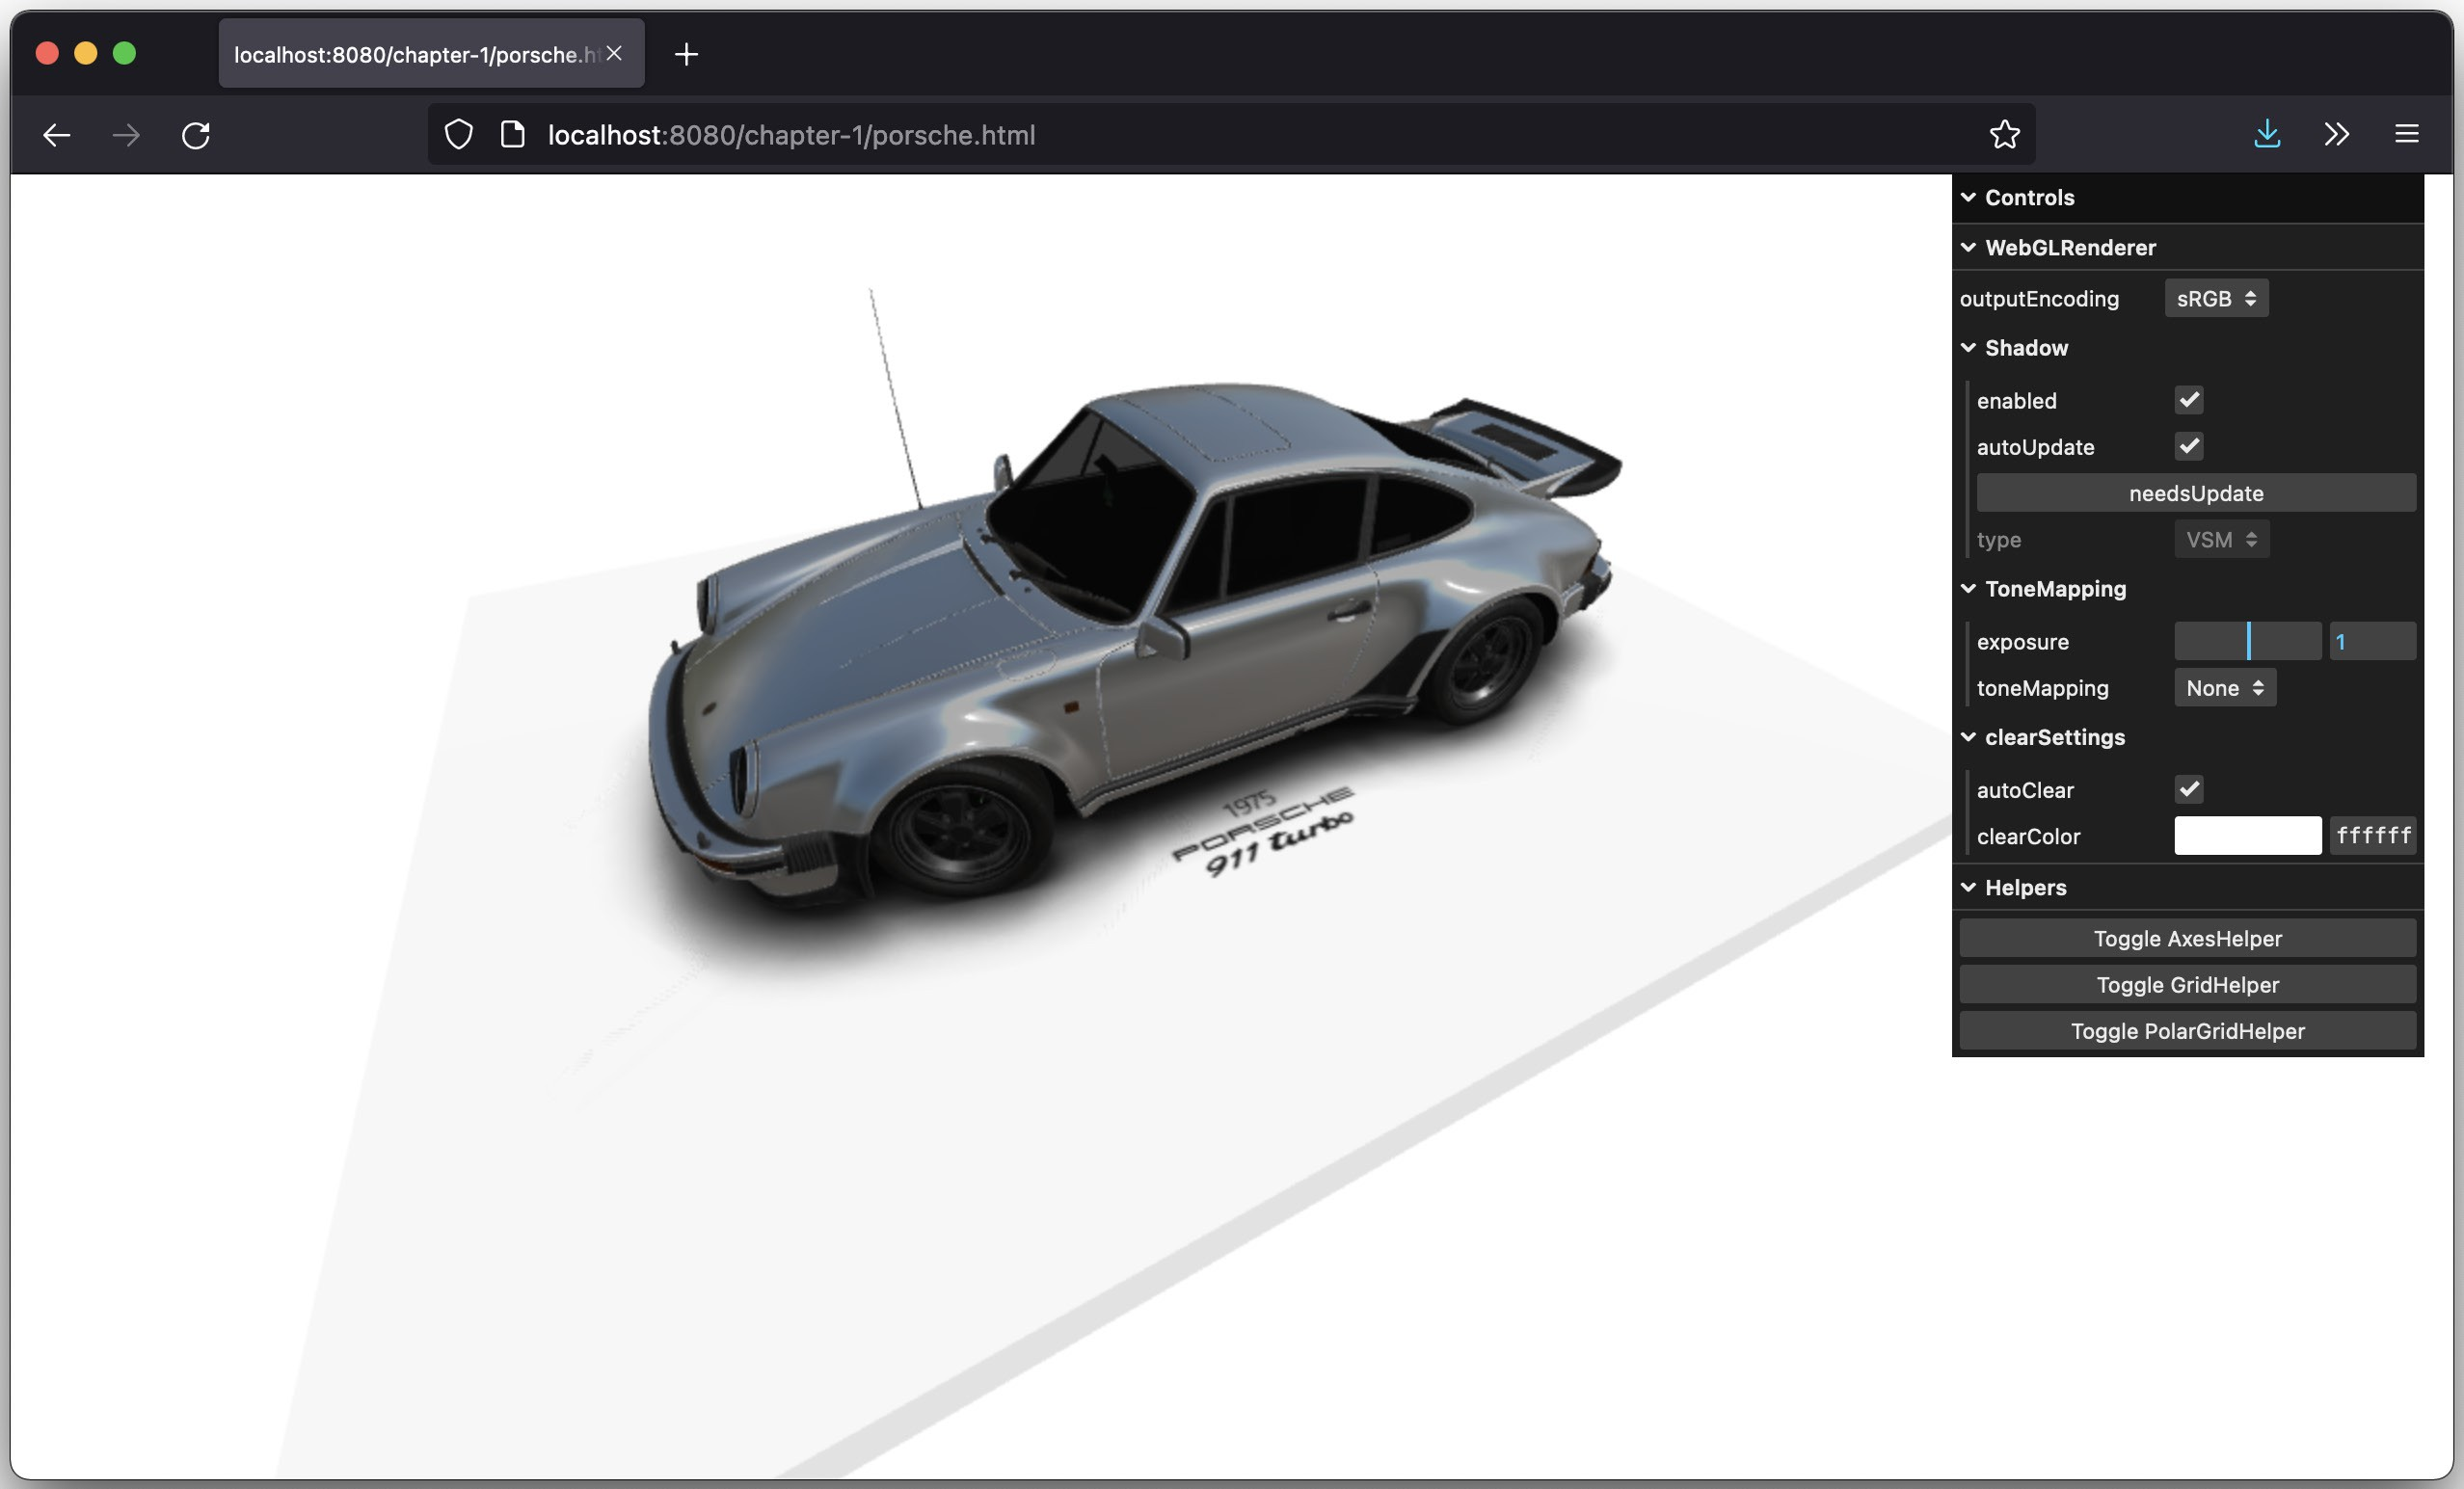 localhost:8080/chapter-1/porsche.ht
localhost:8080/chapter-1/porsche.html
Controls
WebGLRenderer
outputEncoding sRGB
Shadow
enabled
autoUpdate
needsUpdate
type VSM
ToneMapping
exposure 1
toneMapping None
clearSettings
autoClear
clearColor ffffff
Helpers
Toggle AxesHelper
Toggle GridHelper
Toggle PolarGridHelper
1975
PORSCHE
911 turbo